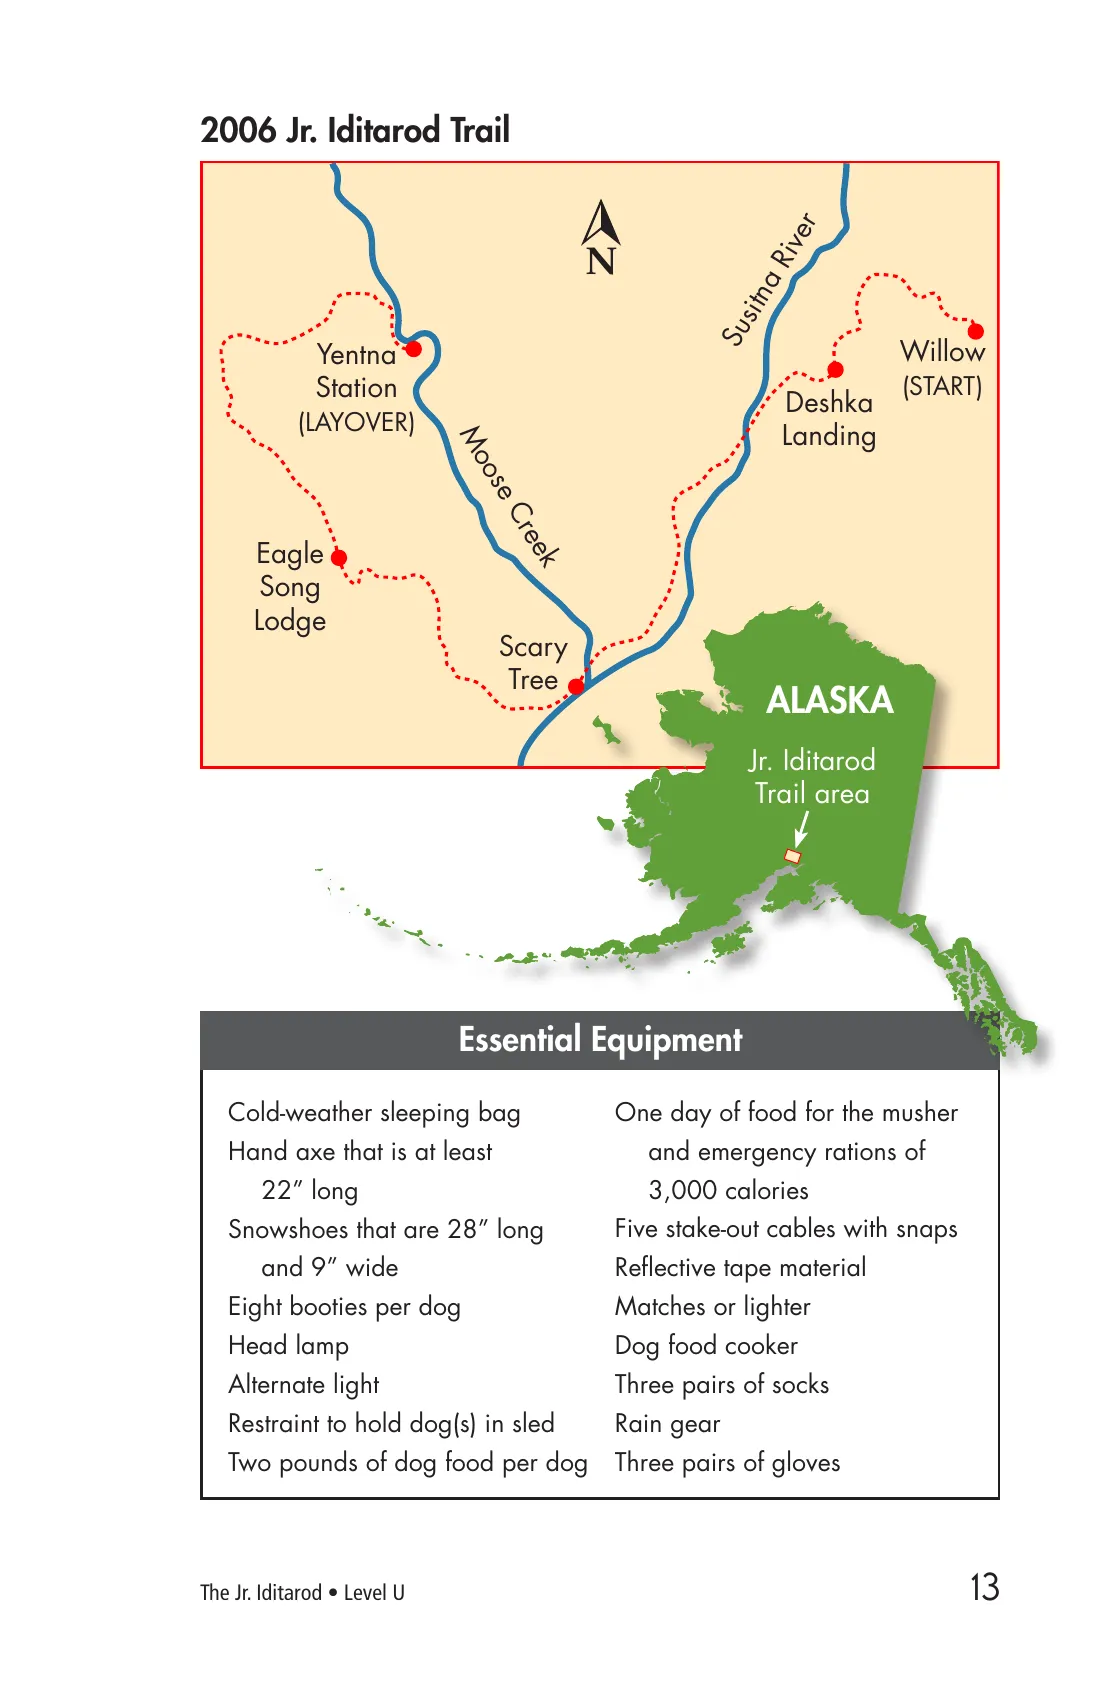 2006 Jr. Iditarod Trail
N
Susitna River
Yentna
Station
(LAYOVER)
Willow
(START)
Deshka
Landing
Moose Creek
Eagle
Song
Lodge
Scary
Tree
ALASKA
Jr. Iditarod
Trail area
Essential Equipment
Cold-weather sleeping bag
Hand axe that is at least
22” long
Snowshoes that are 28” long
and 9” wide
Eight booties per dog
Head lamp
Alternate light
Restraint to hold dog(s) in sled
Two pounds of dog food per dog
One day of food for the musher
and emergency rations of
3,000 calories
Five stake-out cables with snaps
Reflective tape material
Matches or lighter
Dog food cooker
Three pairs of socks
Rain gear
Three pairs of gloves
The Jr. Iditarod • Level U
13